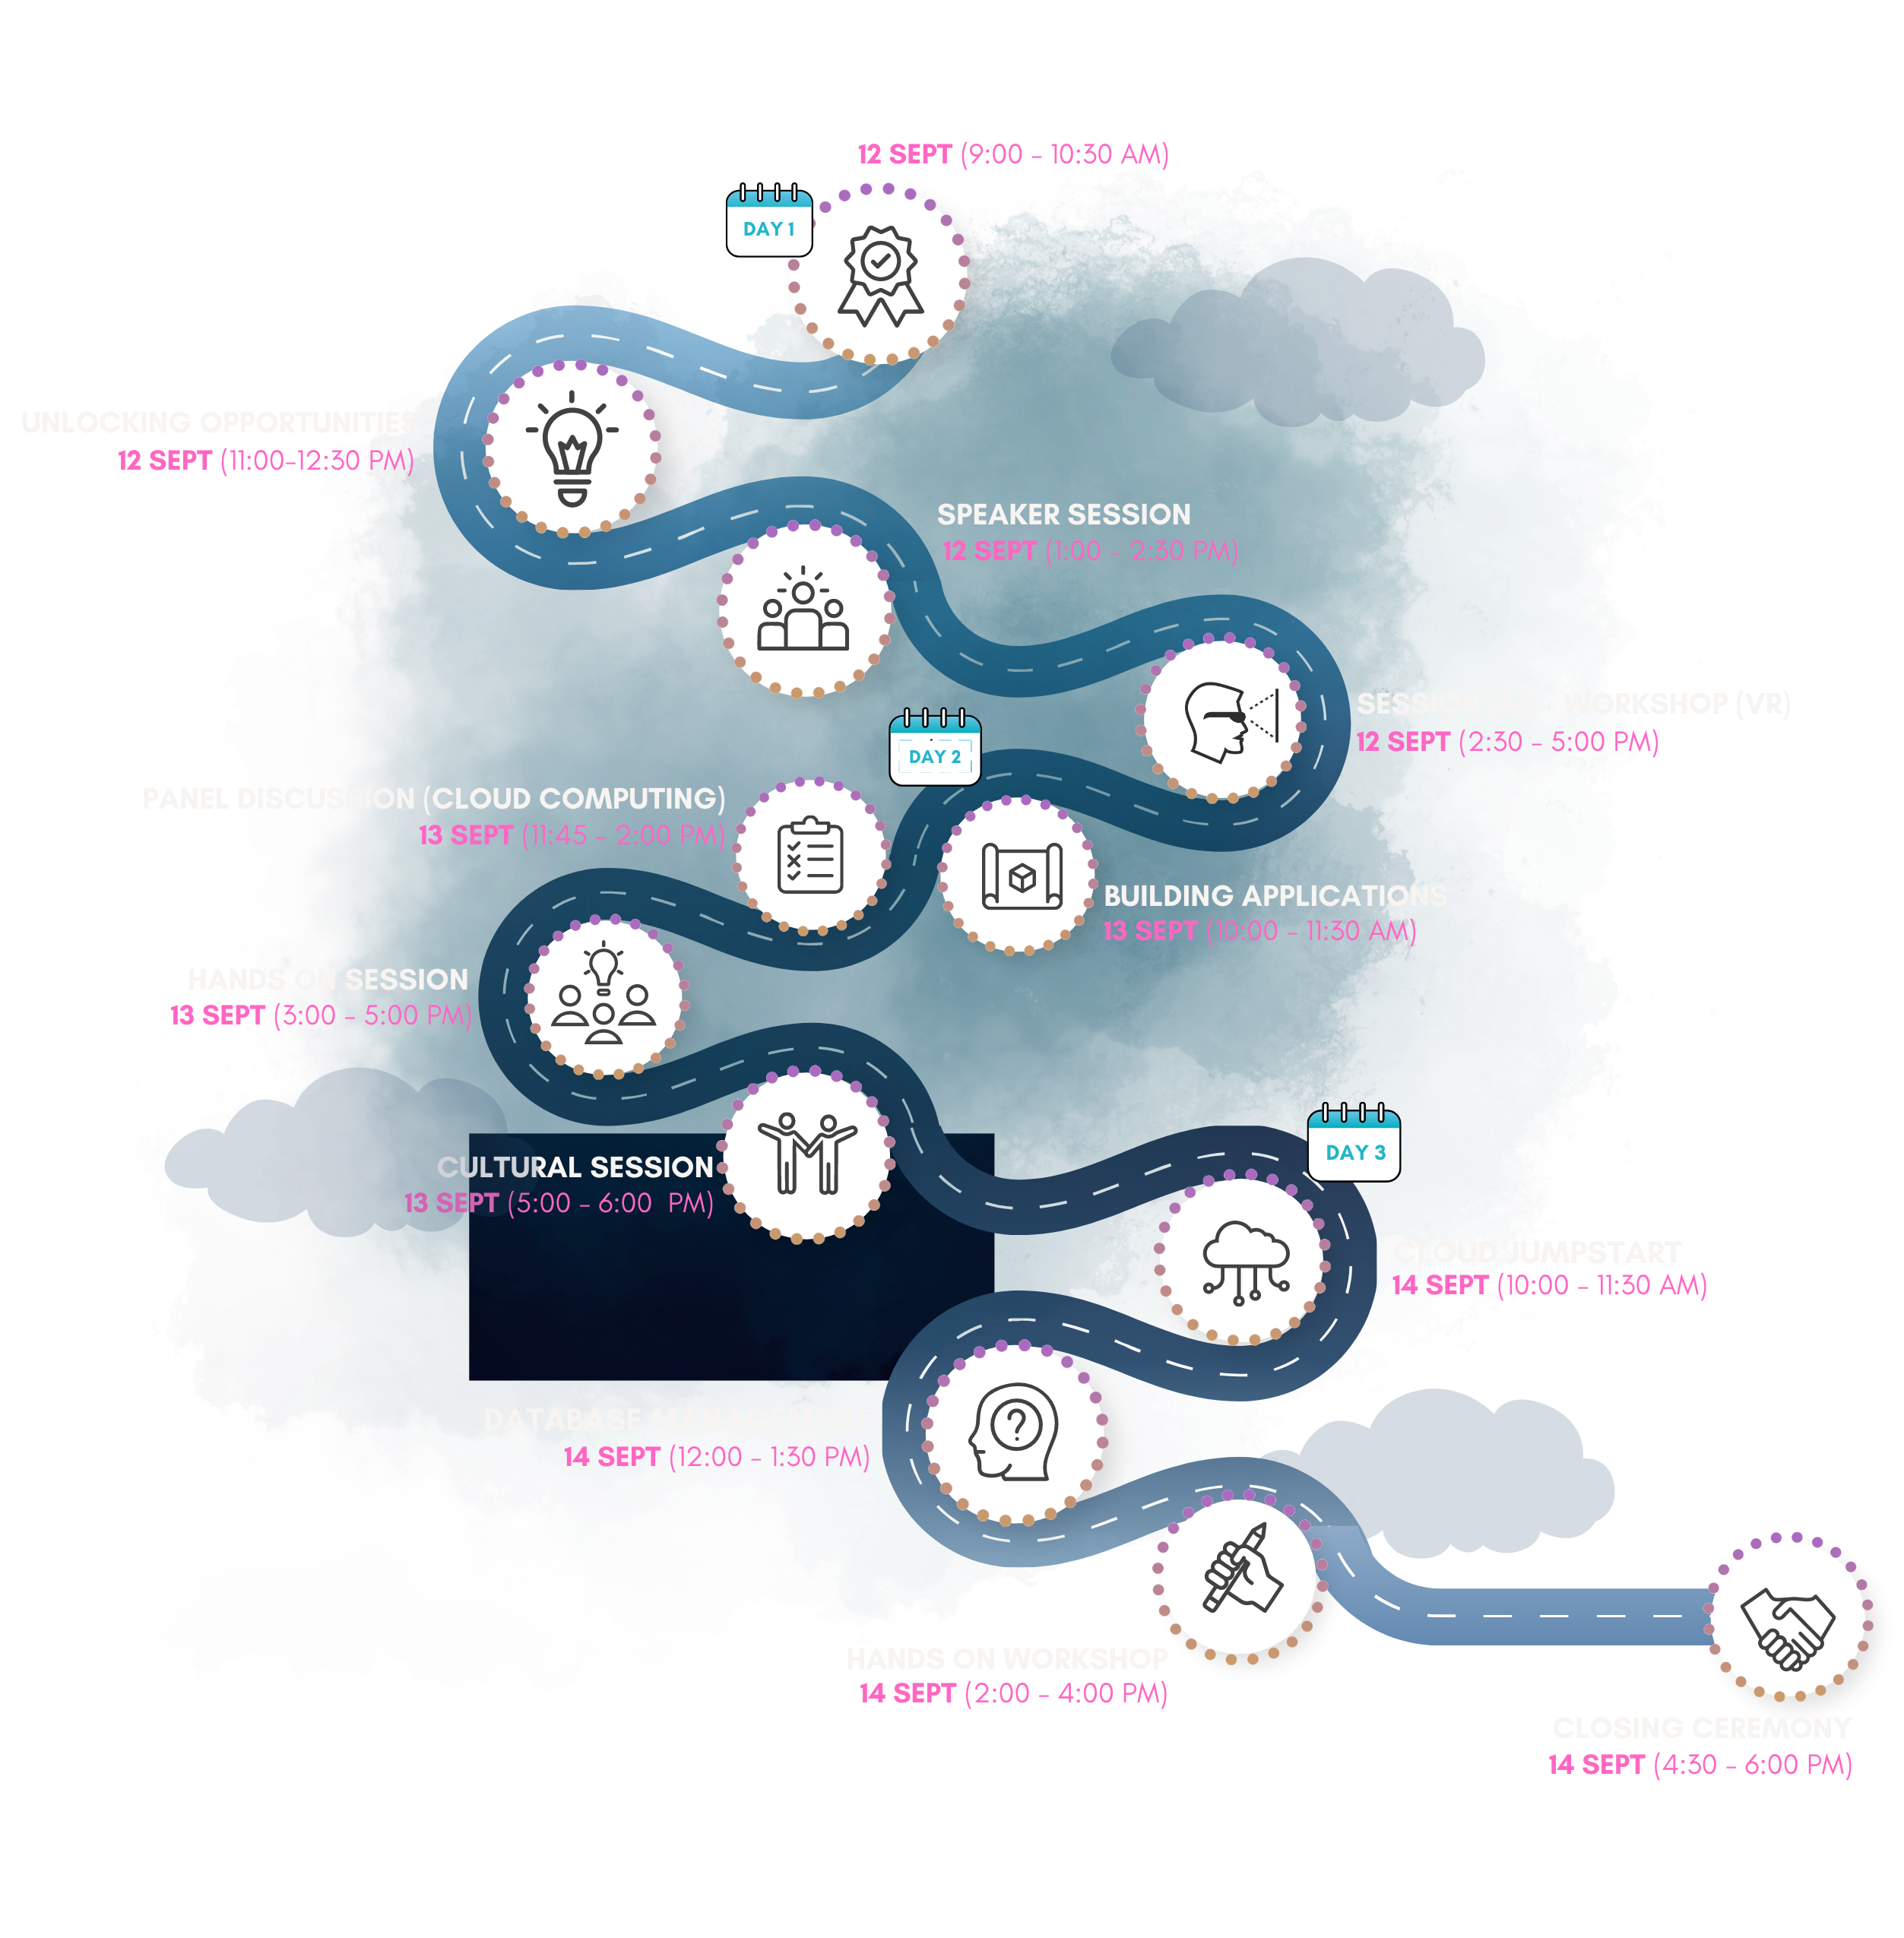 12 SEPT (9:00 - 10:30 AM)
DAY 1
UNLOCKING OPPORTUNITIES
12 SEPT (11:00-12:30 PM)
SPEAKER SESSION
12 SEPT (1:00 - 2:30 PM)
SESSION WORKSHOP (VR)
12 SEPT (2:30 - 5:00 PM)
DAY 2
BUILDING APPLICATIONS
13 SEPT (10:00 - 11:30 AM)
PANEL DISCUSSION (CLOUD COMPUTING)
13 SEPT (11:45 - 2:00 PM)
HANDS ON SESSION
13 SEPT (3:00 - 5:00 PM)
CULTURAL SESSION
13 SEPT (5:00 - 6:00 PM)
DAY 3
CLOUD JUMPSTART
14 SEPT (10:00 - 11:30 AM)
DATABASE
14 SEPT (12:00 - 1:30 PM)
HANDS ON WORKSHOP
14 SEPT (2:00 - 4:00 PM)
CLOSING CEREMONY
14 SEPT (4:30 - 6:00 PM)